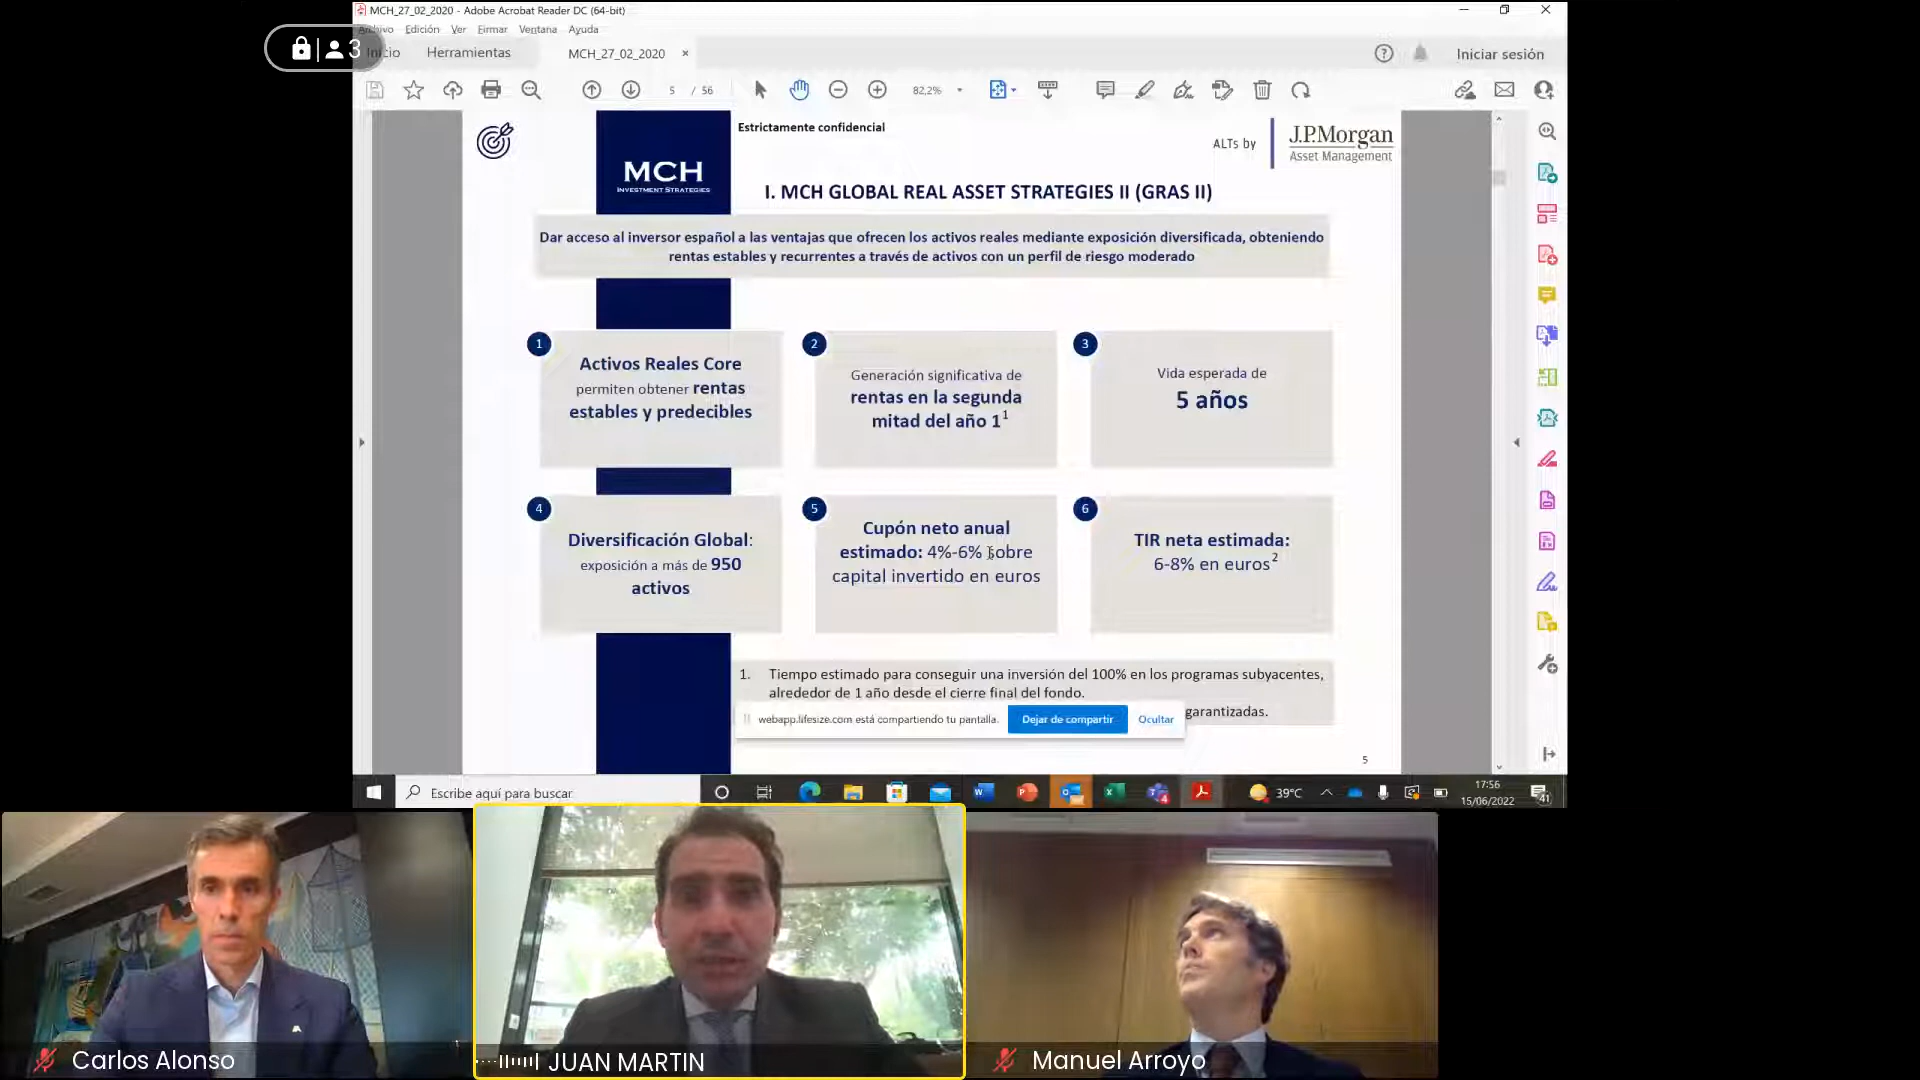 MCH_27_02_2020 - Adobe Acrobat Reader DC (64-bit)
Archivo Edición Ver Firmar Ventana Ayuda
3
Inicio Herramientas MCH_27_02_2020 × Iniciar sesión
5 / 56 82,2%
Estrictamente confidencial
ALTs by J.P.Morgan
Asset Management
MCH
INVESTMENT STRATEGIES
I. MCH GLOBAL REAL ASSET STRATEGIES II (GRAS II)
Dar acceso al inversor español a las ventajas que ofrecen los activos reales mediante exposición diversificada, obteniendo
rentas estables y recurrentes a través de activos con un perfil de riesgo moderado
1
Activos Reales Core
permiten obtener rentas
estables y predecibles
2
Generación significativa de
rentas en la segunda
mitad del año 1¹
3
Vida esperada de
5 años
4
Diversificación Global:
exposición a más de 950
activos
5
Cupón neto anual
estimado: 4%-6% sobre
capital invertido en euros
6
TIR neta estimada:
6-8% en euros²
1. Tiempo estimado para conseguir una inversión del 100% en los programas subyacentes,
alrededor de 1 año desde el cierre final del fondo.
garantizadas.
webapp.lifesize.com está compartiendo tu pantalla. Dejar de compartir Ocultar
5
Escribe aquí para buscar
39°C
17:56
15/06/2022
41
Carlos Alonso
JUAN MARTIN
Manuel Arroyo